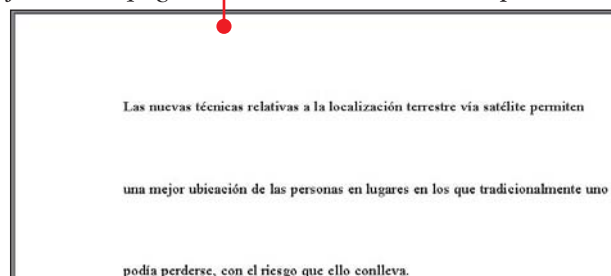 Las nuevas técnicas relativas a la localización terrestre vía satélite permiten
una mejor ubicación de las personas en lugares en los que tradicionalmente uno
podía perderse, con el riesgo que ello conlleva.